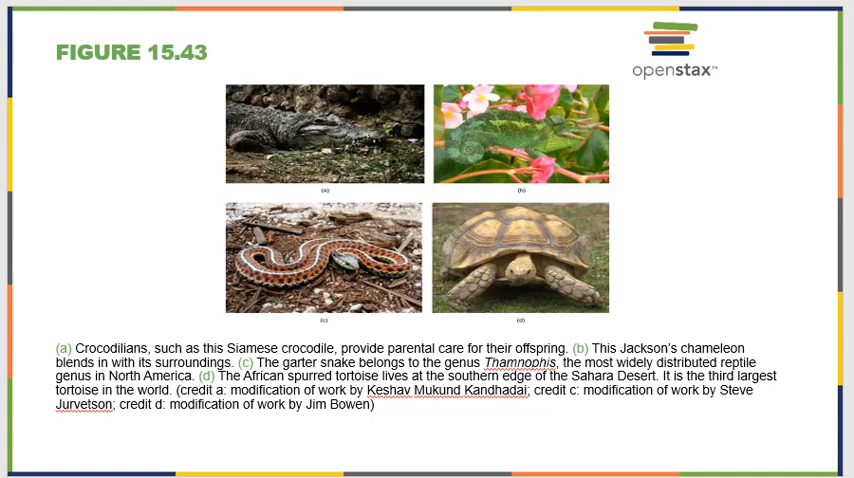 FIGURE 15.43
openstax™
(a)
(b)
(c)
(d)
(a) Crocodilians, such as this Siamese crocodile, provide parental care for their offspring. (b) This Jackson’s chameleon
blends in with its surroundings. (c) The garter snake belongs to the genus Thamnophis, the most widely distributed reptile
genus in North America. (d) The African spurred tortoise lives at the southern edge of the Sahara Desert. It is the third largest
tortoise in the world. (credit a: modification of work by Keshav Mukund Kandhadai; credit c: modification of work by Steve
Jurvetson; credit d: modification of work by Jim Bowen)